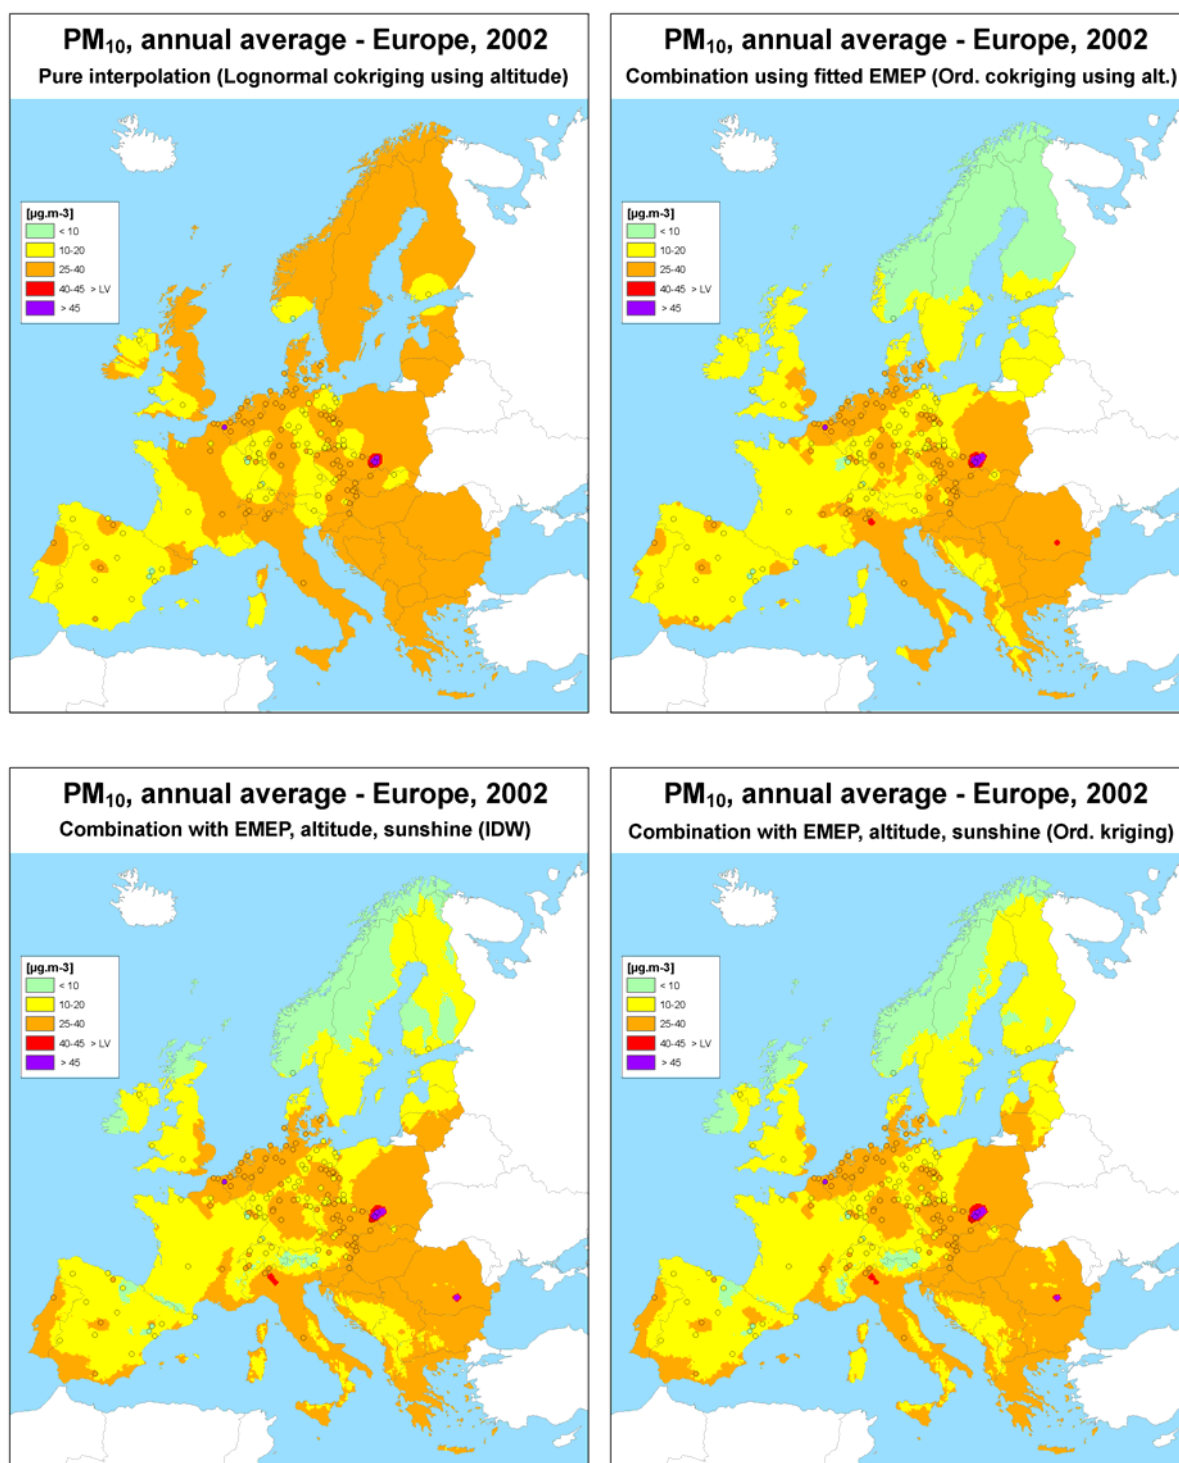 PM₁₀, annual average - Europe, 2002
Pure interpolation (Lognormal cokriging using altitude)
[µg.m-3]
< 10
10-20
25-40
40-45 > LV
> 45
PM₁₀, annual average - Europe, 2002
Combination using fitted EMEP (Ord. cokriging using alt.)
[µg.m-3]
< 10
10-20
25-40
40-45 > LV
> 45
PM₁₀, annual average - Europe, 2002
Combination with EMEP, altitude, sunshine (IDW)
[µg.m-3]
< 10
10-20
25-40
40-45 > LV
> 45
PM₁₀, annual average - Europe, 2002
Combination with EMEP, altitude, sunshine (Ord. kriging)
[µg.m-3]
< 10
10-20
25-40
40-45 > LV
> 45